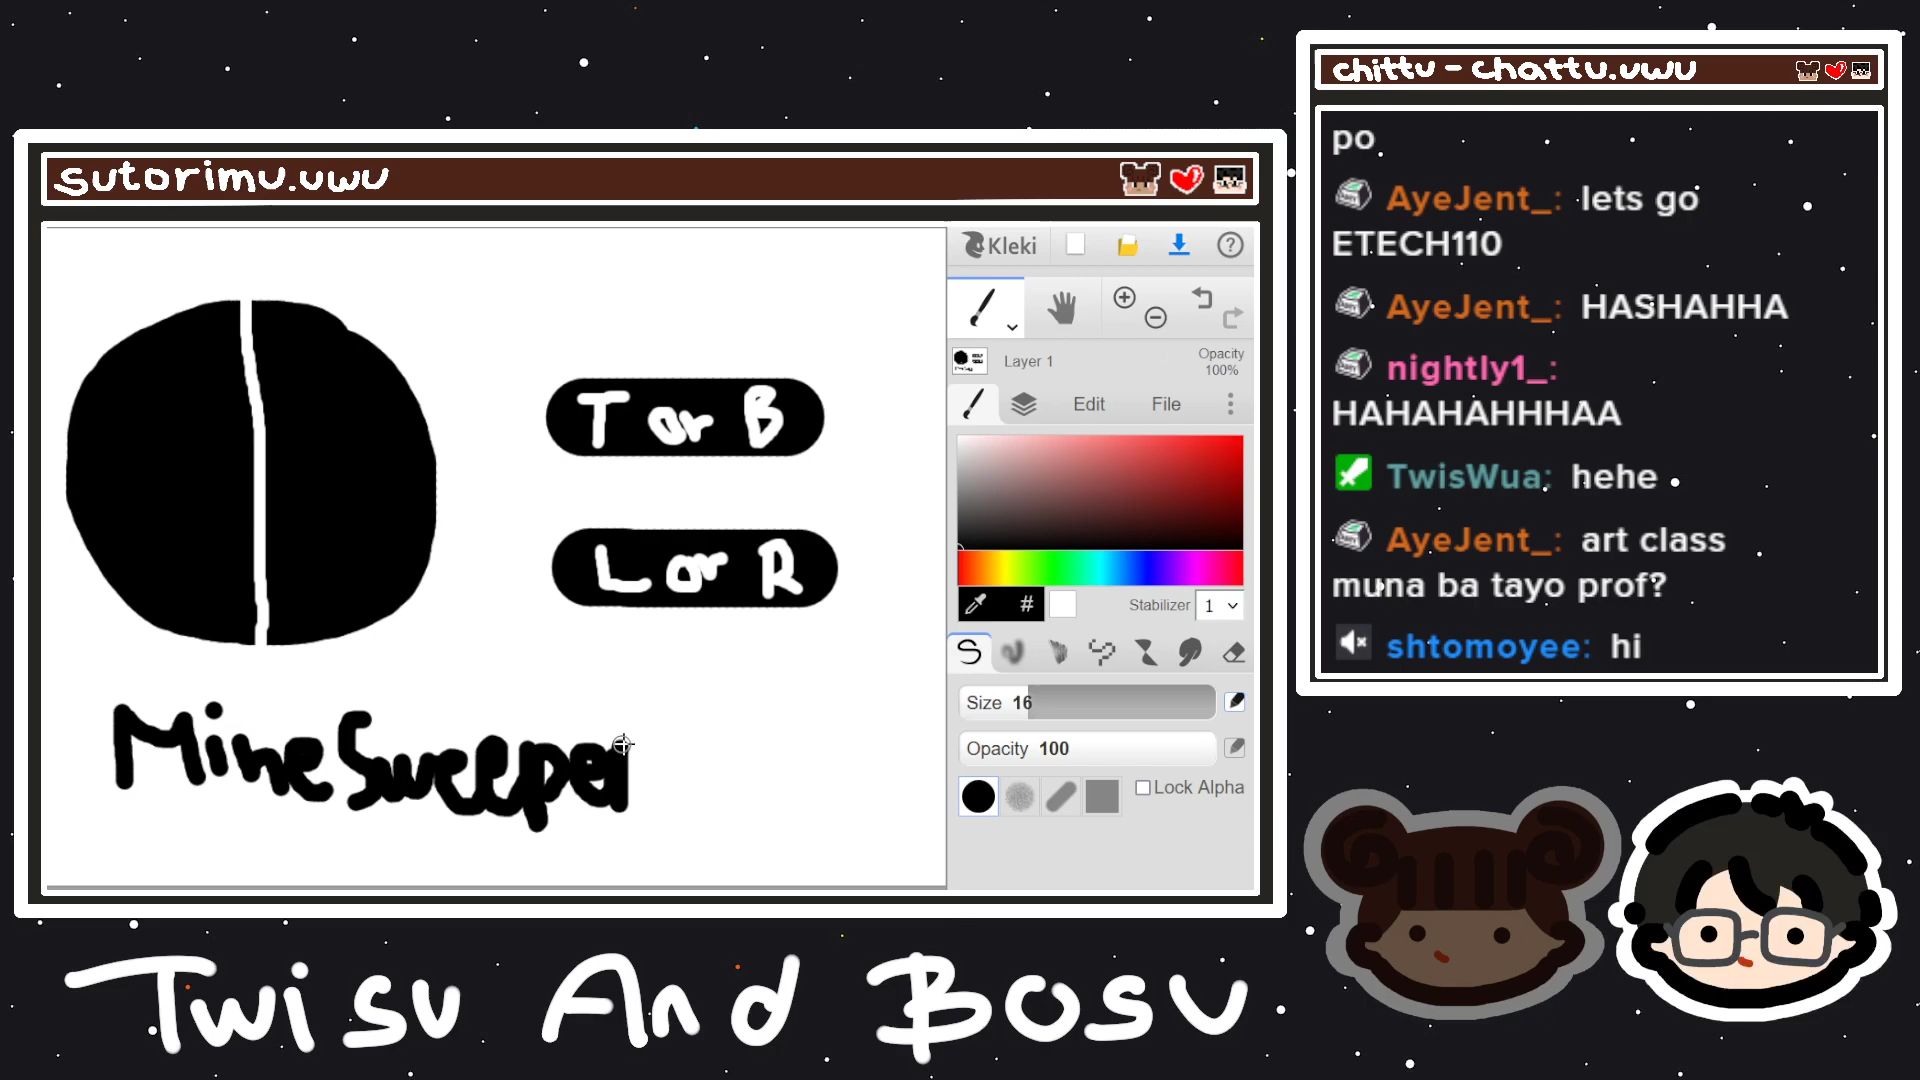 sutorimu.uwu
Kleki
Layer 1
Opacity
100%
Edit
File
T or B
L or R
#
Stabilizer 1
Size 16
Opacity 100
Lock Alpha
MineSweeper
chittu - chattu.uwu
po
AyeJent_: lets go
ETECH110
AyeJent_: HASHAHHA
nightly1_:
HAHAHAHHHAA
TwisWua: hehe
AyeJent_: art class
muna ba tayo prof?
shtomoyee: hi
Twisu And Bosu